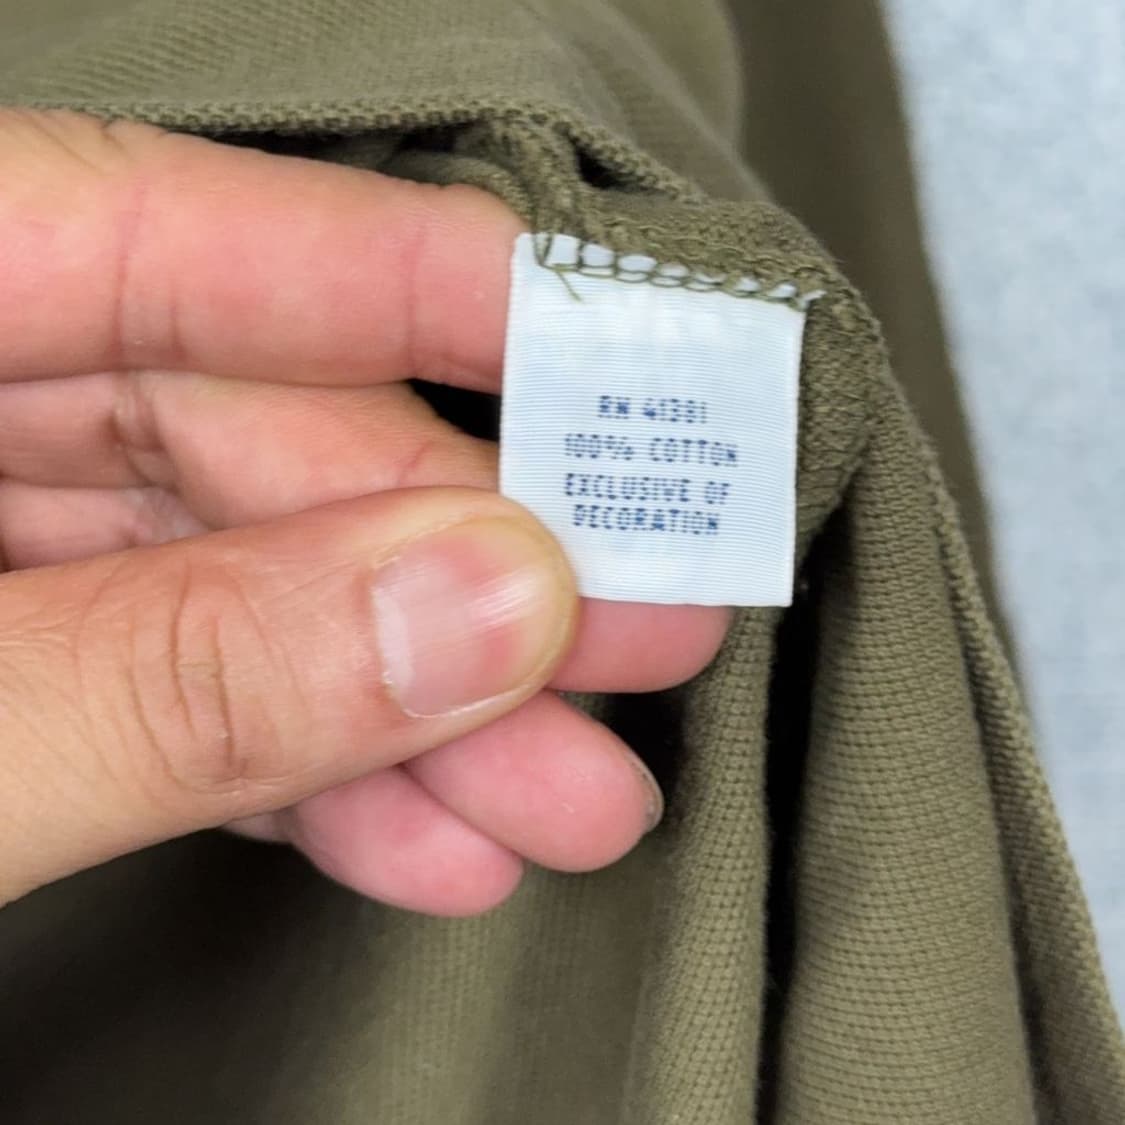 RN 41381
100% COTTON
EXCLUSIVE OF
DECORATION